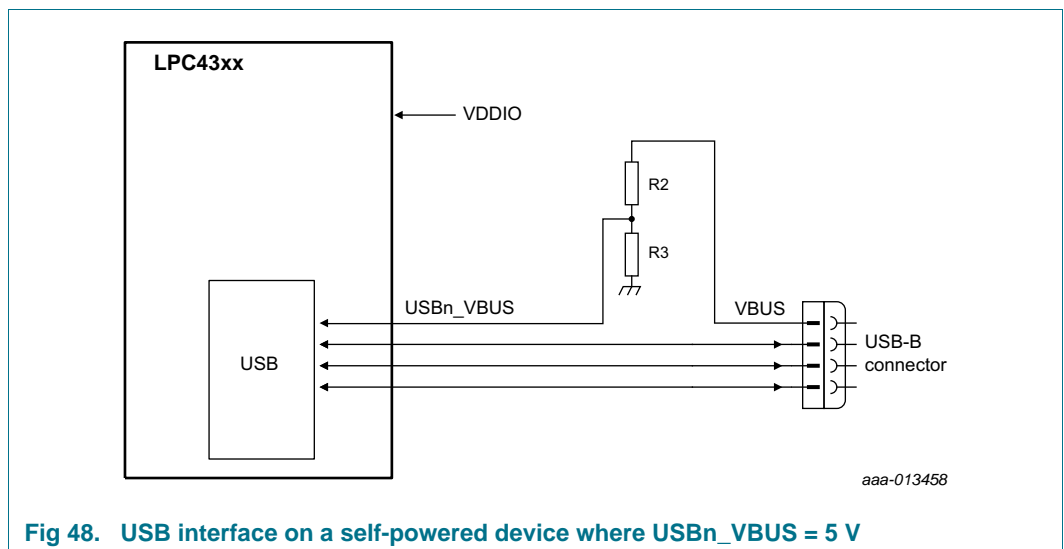 LPC43xx
VDDIO
R2
R3
USBn_VBUS
VBUS
USB
USB-B
connector
aaa-013458
Fig 48. USB interface on a self-powered device where USBn_VBUS = 5 V